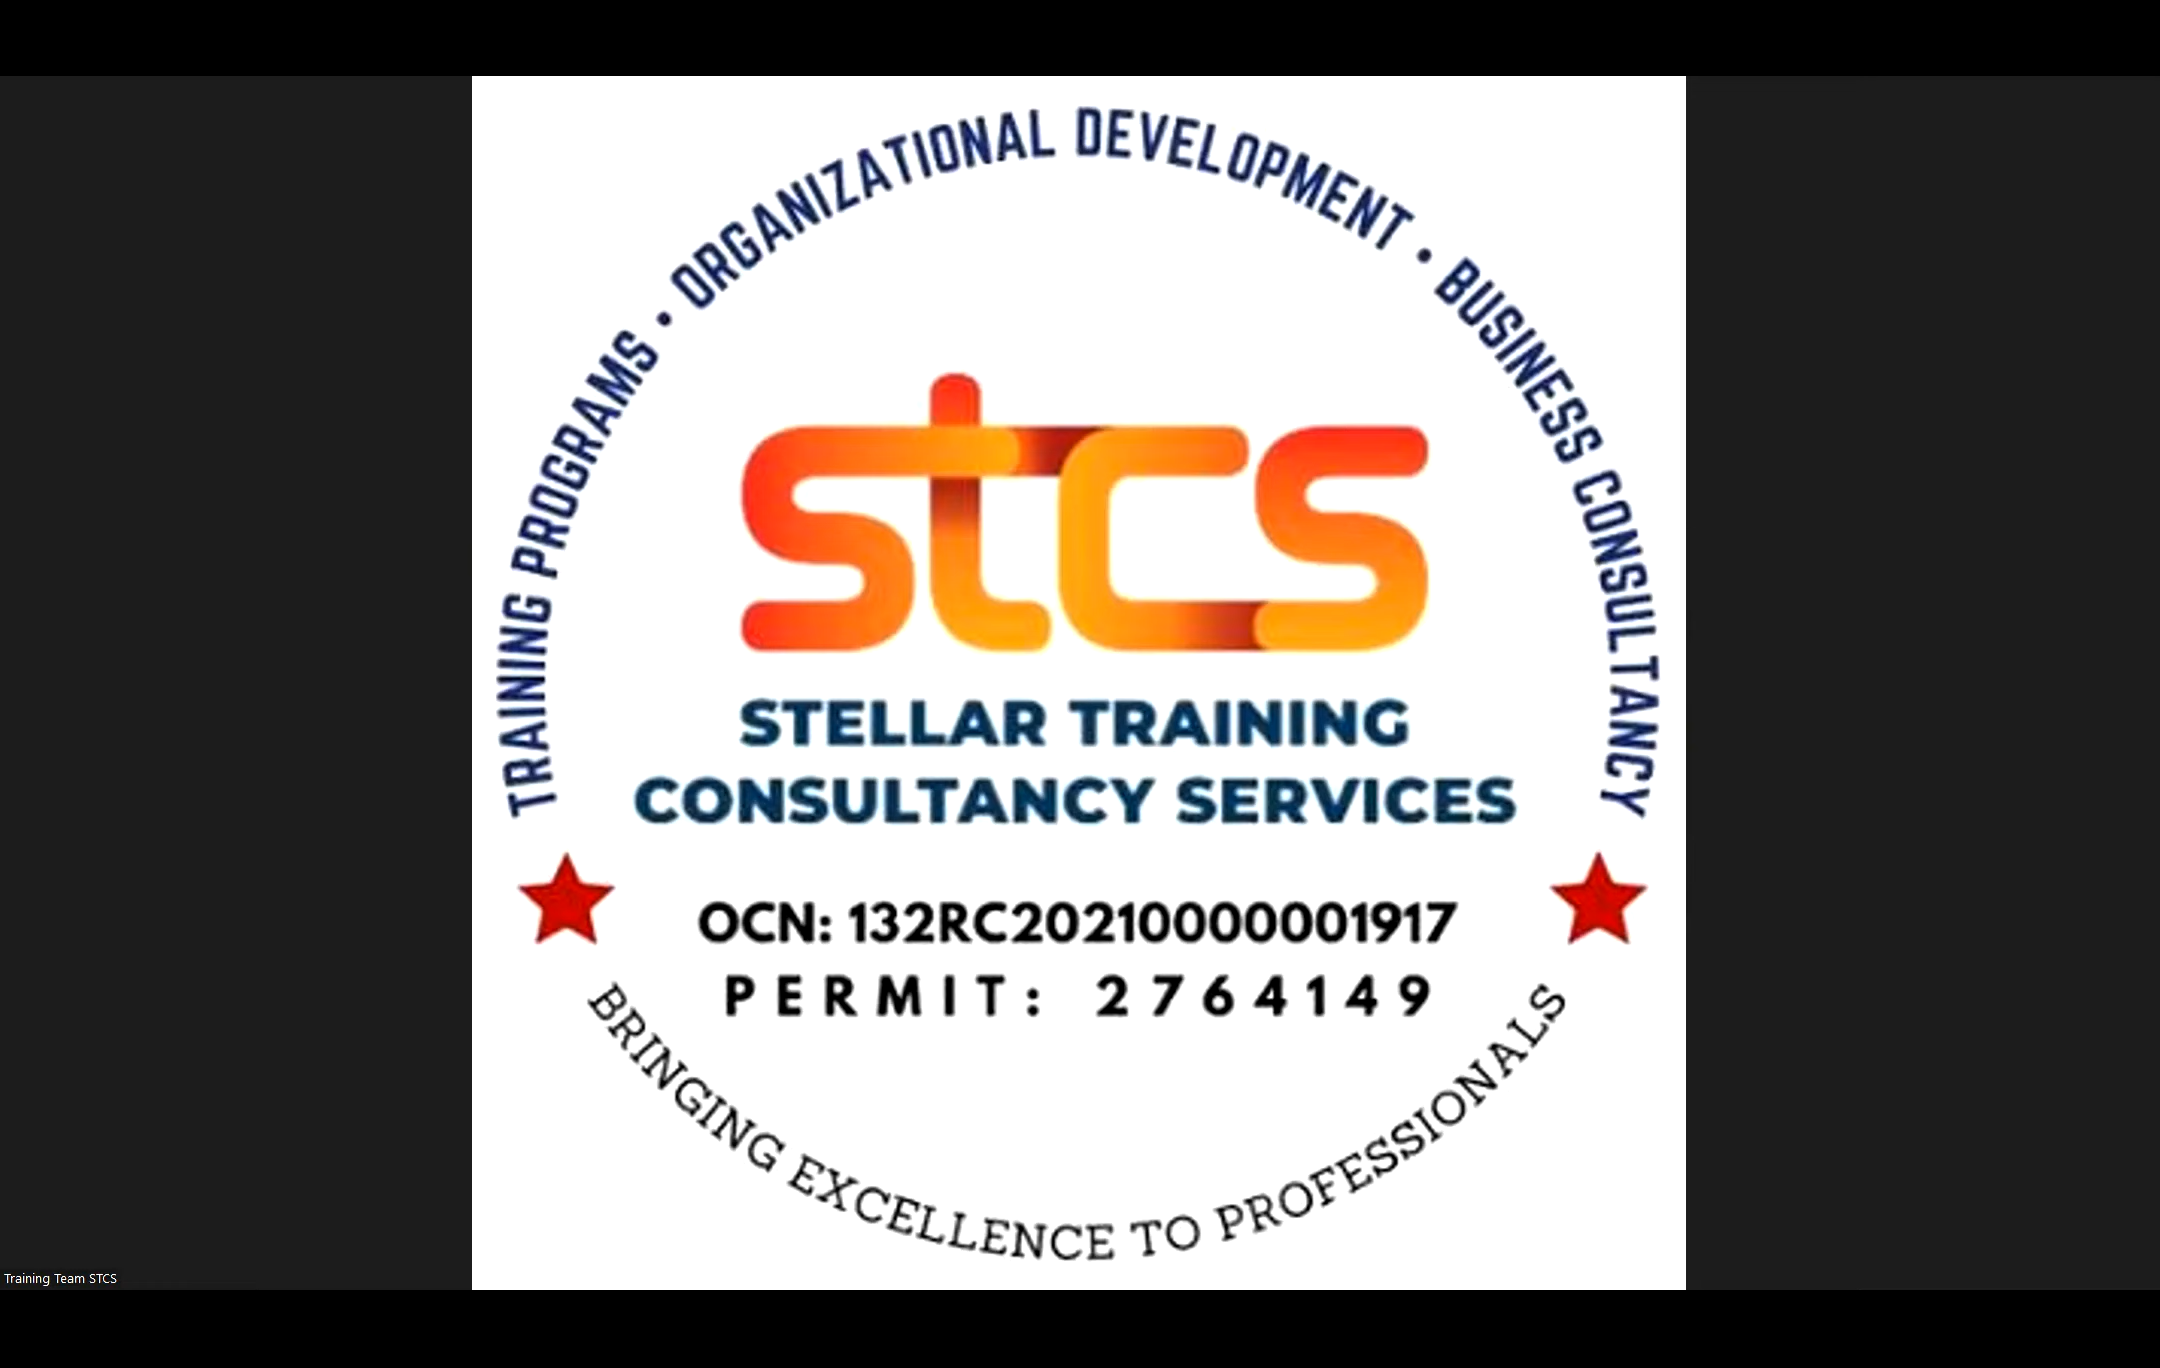 TRAINING PROGRAMS • ORGANIZATIONAL DEVELOPMENT • BUSINESS CONSULTANCY
stcs
STELLAR TRAINING
CONSULTANCY SERVICES
OCN: 132RC20210000001917
PERMIT: 2764149
BRINGING EXCELLENCE TO PROFESSIONALS
Training Team STCS